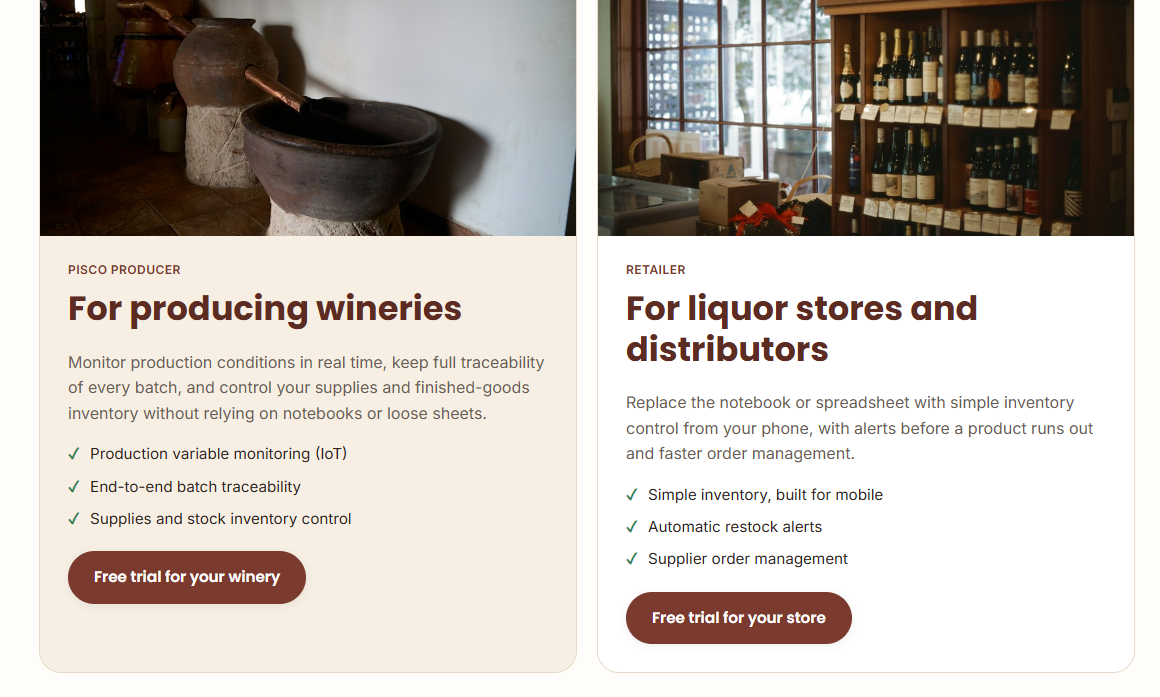 PISCO PRODUCER
For producing wineries
Monitor production conditions in real time, keep full traceability
of every batch, and control your supplies and finished-goods
inventory without relying on notebooks or loose sheets.
✓ Production variable monitoring (IoT)
✓ End-to-end batch traceability
✓ Supplies and stock inventory control
Free trial for your winery
RETAILER
For liquor stores and
distributors
Replace the notebook or spreadsheet with simple inventory
control from your phone, with alerts before a product runs out
and faster order management.
✓ Simple inventory, built for mobile
✓ Automatic restock alerts
✓ Supplier order management
Free trial for your store